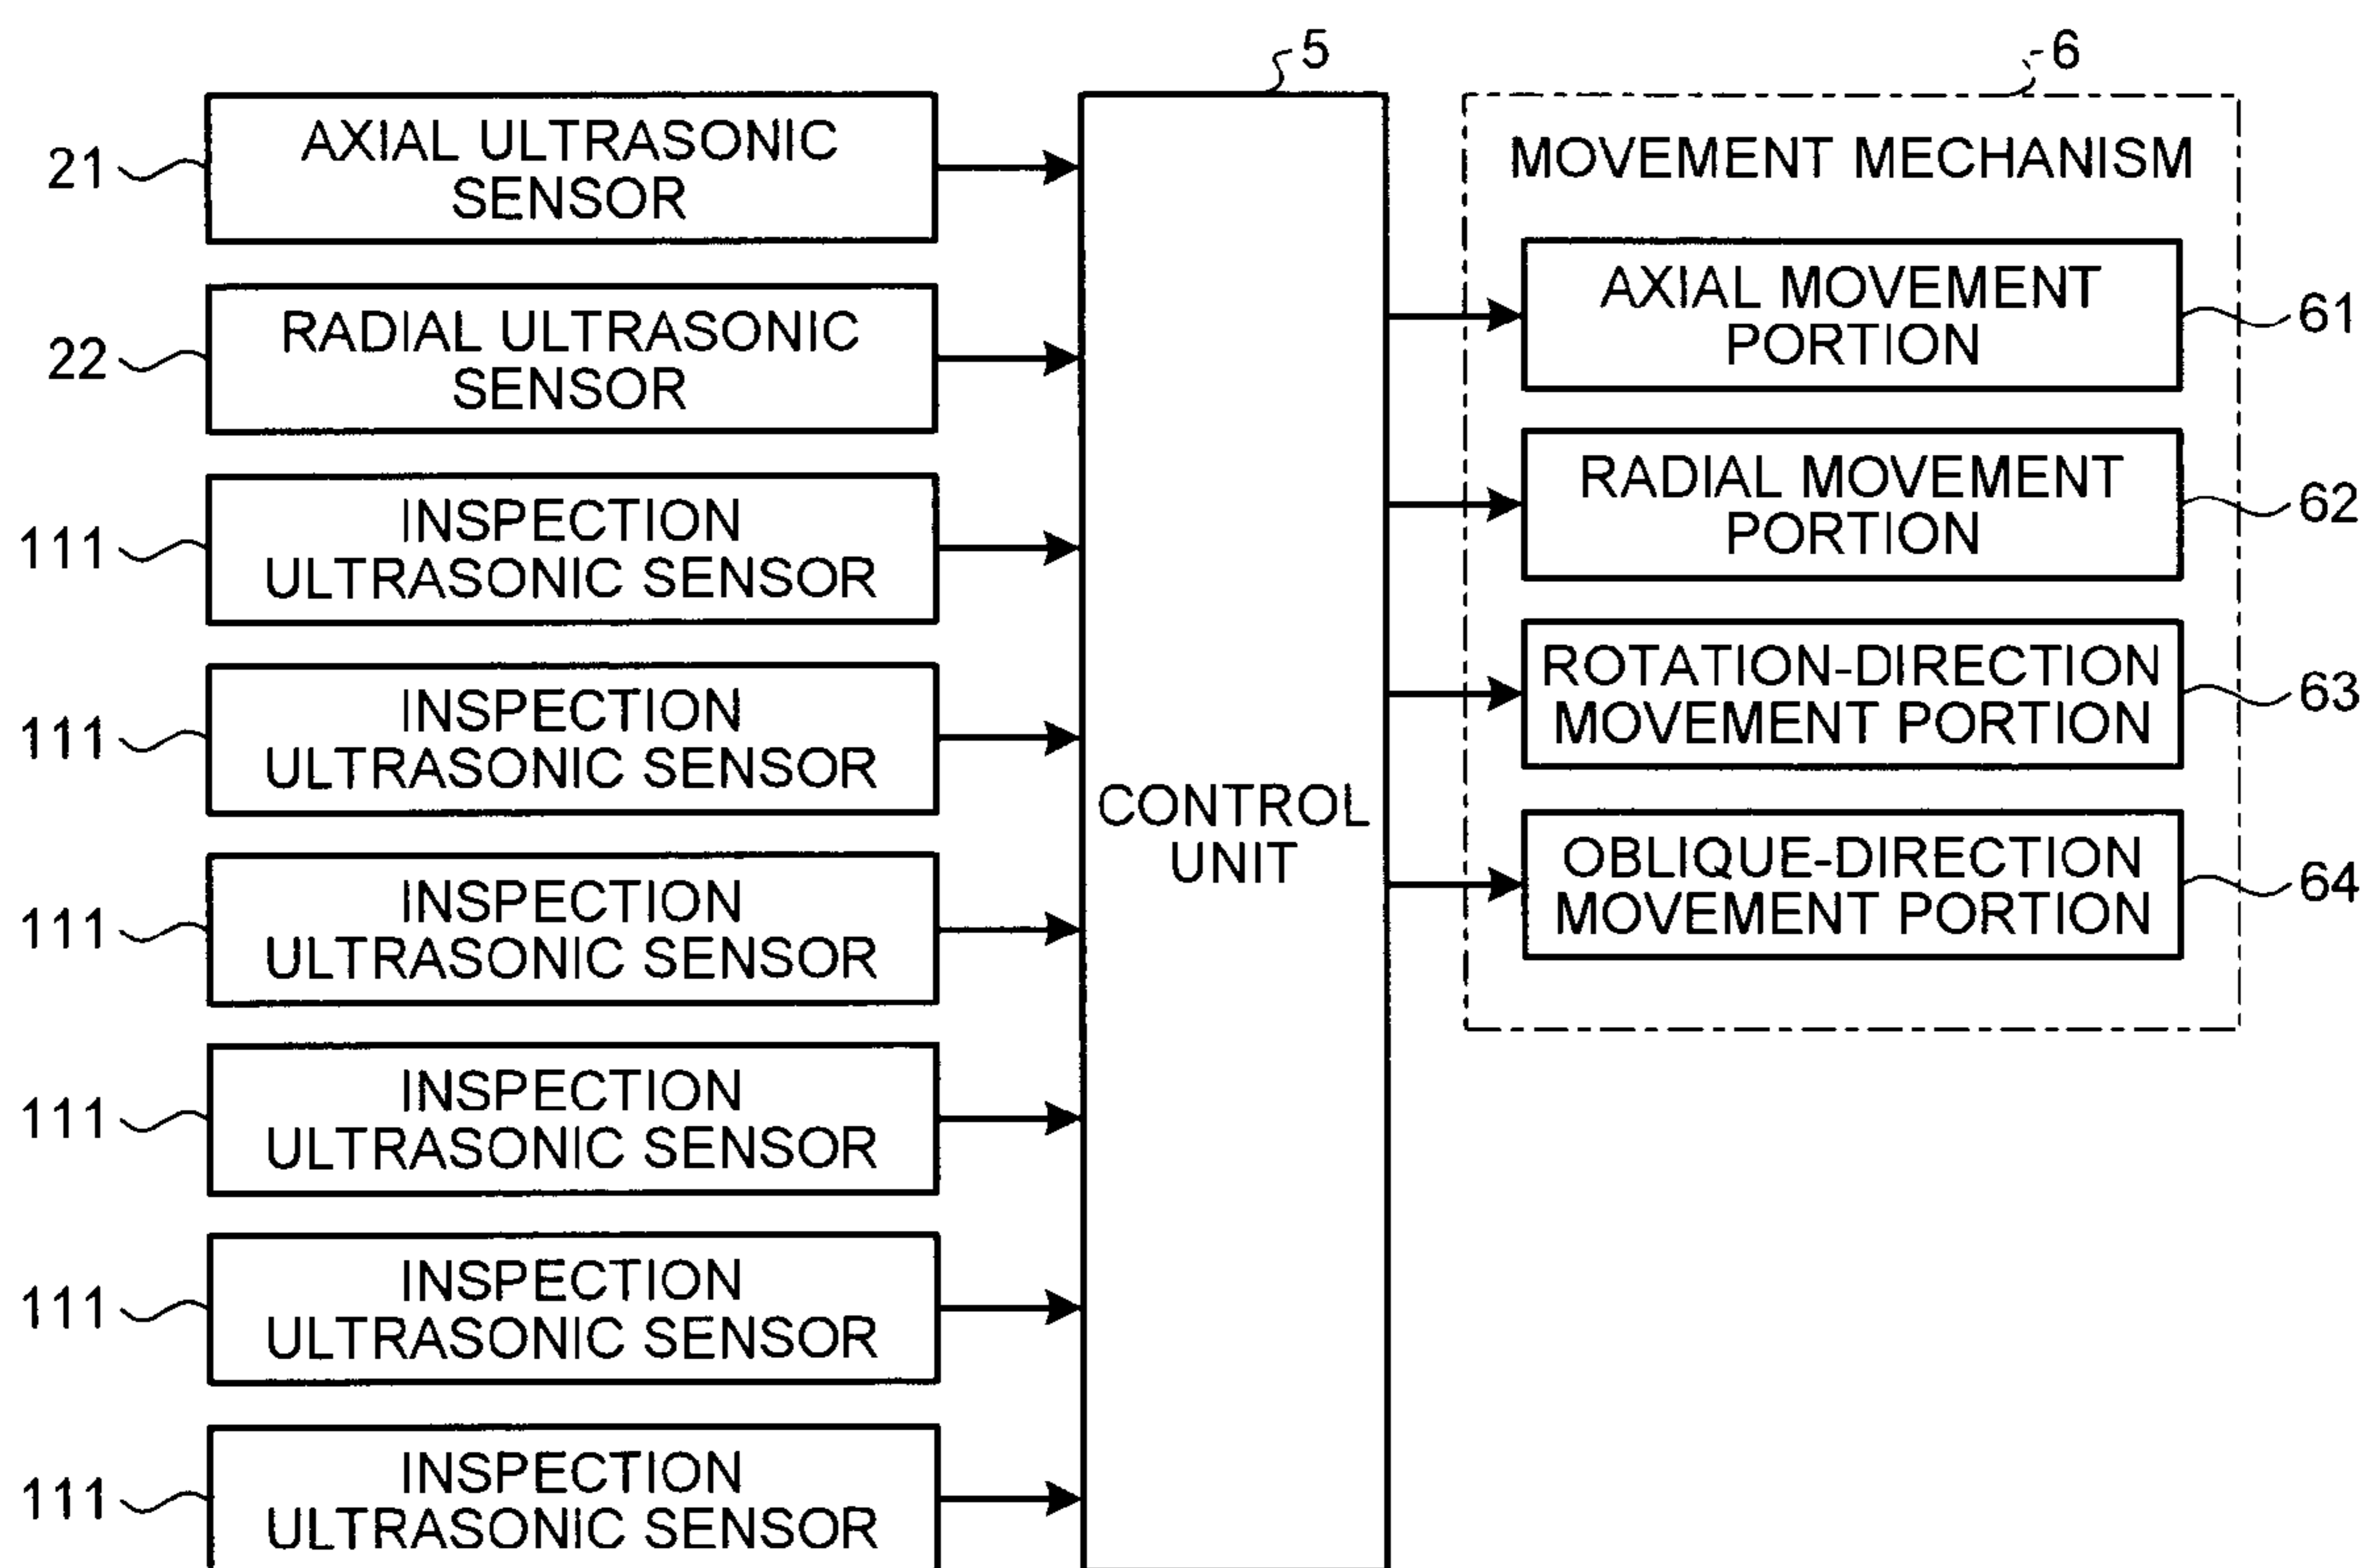 5
6
21
AXIAL ULTRASONIC
SENSOR
22
RADIAL ULTRASONIC
SENSOR
111
INSPECTION
ULTRASONIC SENSOR
111
INSPECTION
ULTRASONIC SENSOR
111
INSPECTION
ULTRASONIC SENSOR
111
INSPECTION
ULTRASONIC SENSOR
111
INSPECTION
ULTRASONIC SENSOR
111
INSPECTION
ULTRASONIC SENSOR
CONTROL
UNIT
MOVEMENT MECHANISM
AXIAL MOVEMENT
PORTION
61
RADIAL MOVEMENT
PORTION
62
ROTATION-DIRECTION
MOVEMENT PORTION
63
OBLIQUE-DIRECTION
MOVEMENT PORTION
64